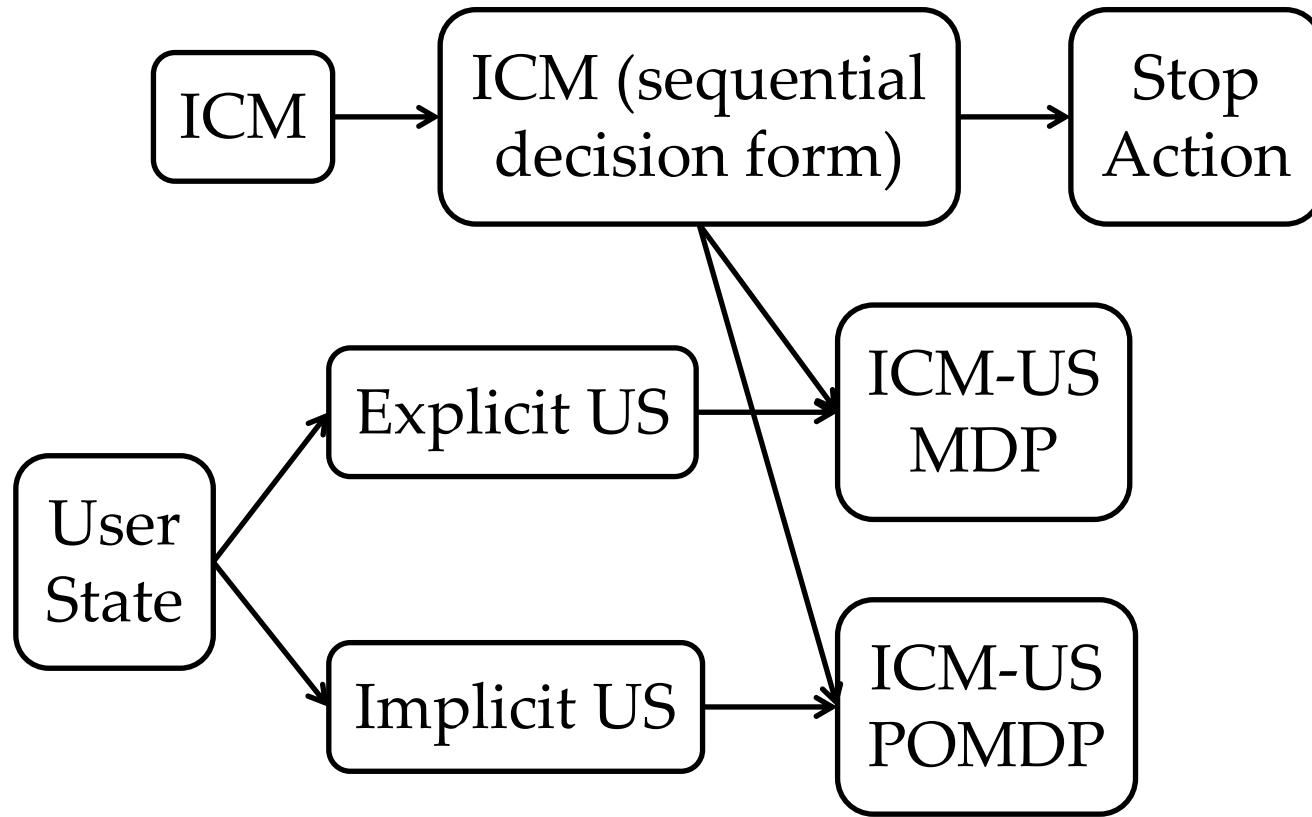 ICM
ICM (sequential
decision form)
Stop
Action
Explicit US
ICM-US
MDP
User
State
Implicit US
ICM-US
POMDP